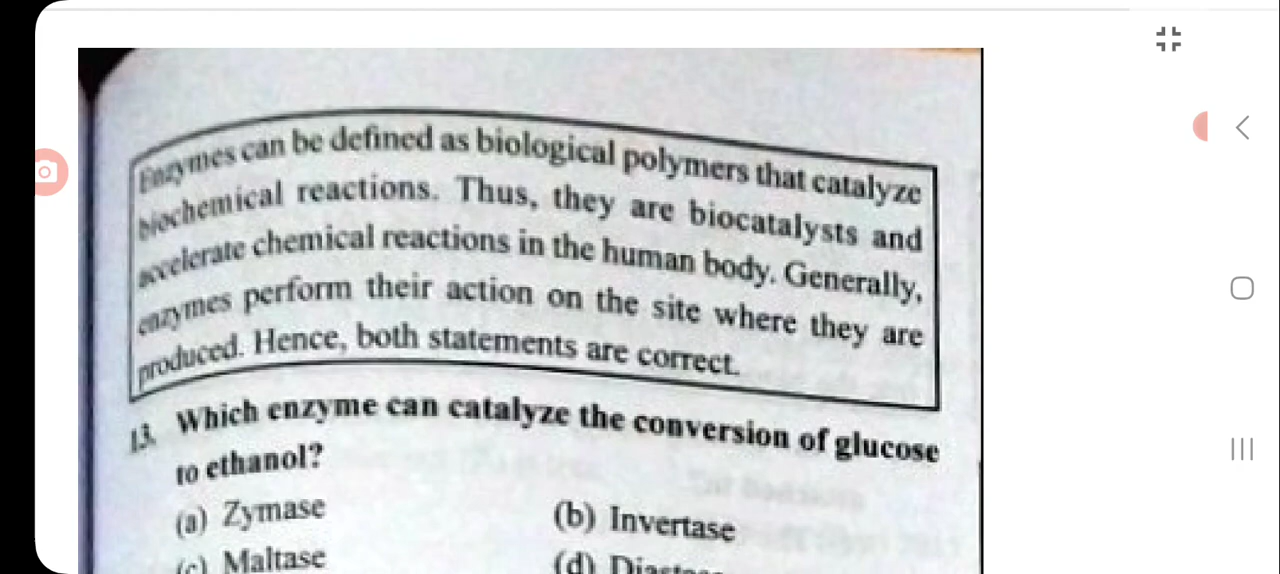 Enzymes can be defined as biological polymers that catalyze
biochemical reactions. Thus, they are biocatalysts and
accelerate chemical reactions in the human body. Generally,
enzymes perform their action on the site where they are
produced. Hence, both statements are correct.
13. Which enzyme can catalyze the conversion of glucose
to ethanol?
(a) Zymase
(b) Invertase
(c) Maltase
(d)